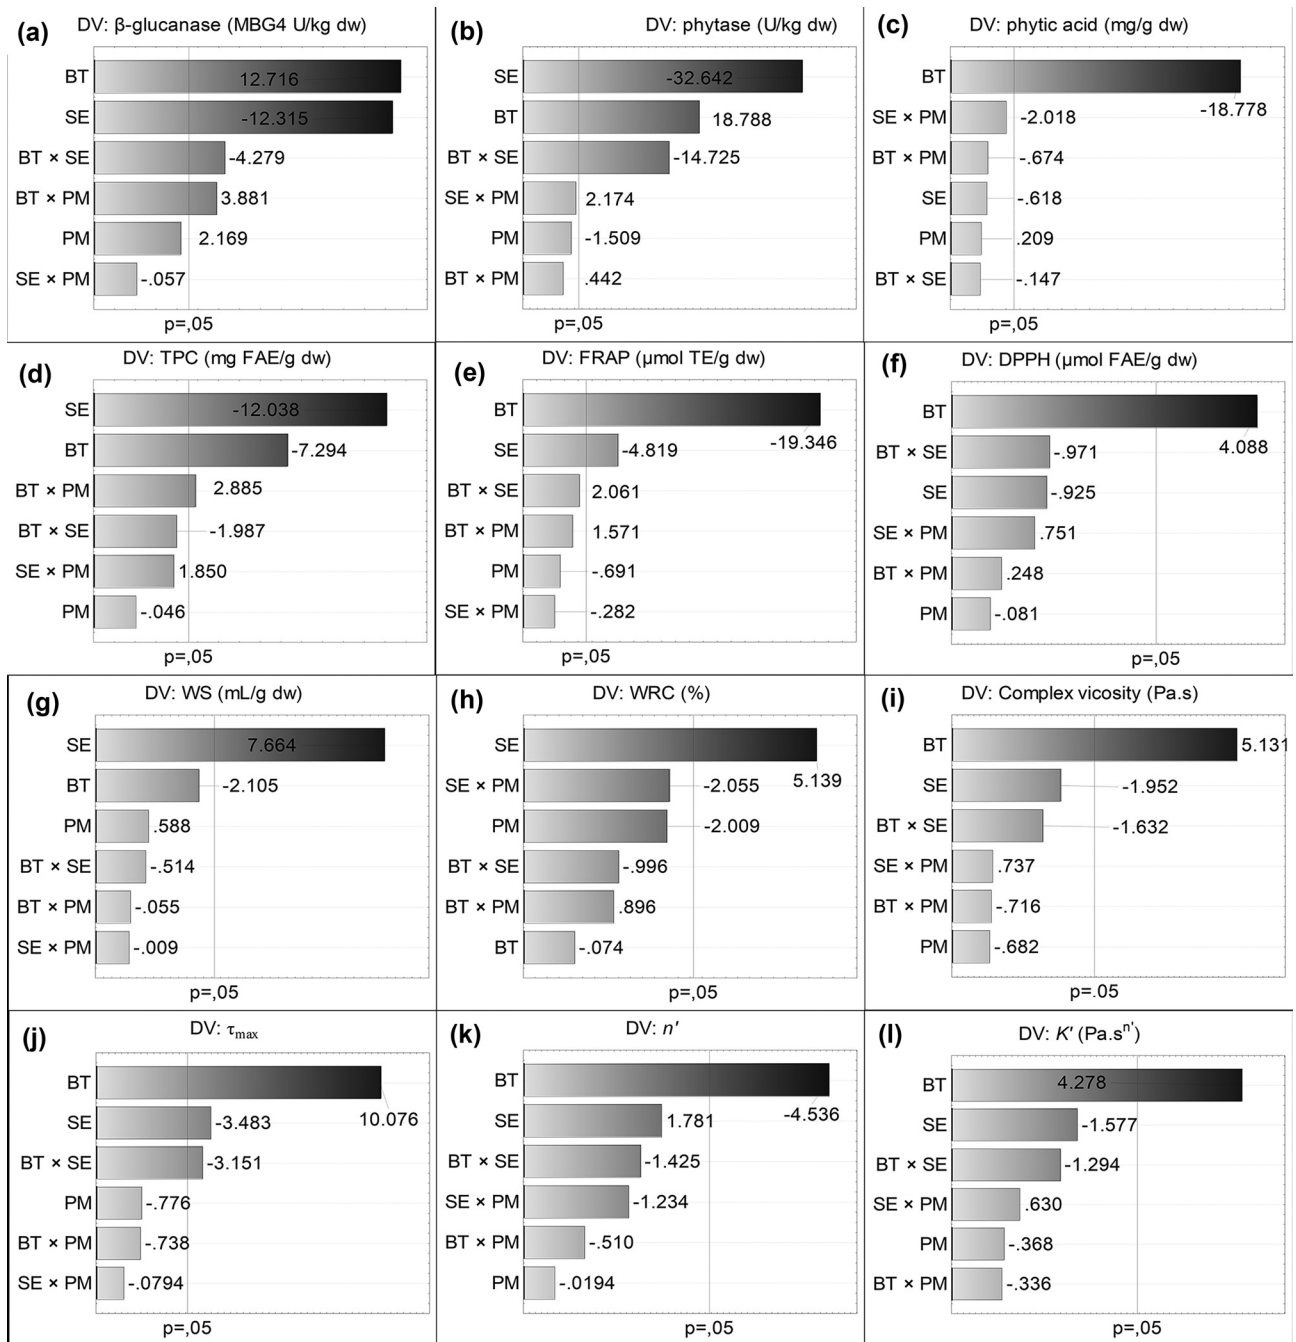 (a) DV: β-glucanase (MBG4 U/kg dw)
BT 12.716
SE -12.315
BT × SE -4.279
BT × PM 3.881
PM 2.169
SE × PM -.057
p=,05
(b) DV: phytase (U/kg dw)
SE -32.642
BT 18.788
BT × SE -14.725
SE × PM 2.174
PM -1.509
BT × PM .442
p=,05
(c) DV: phytic acid (mg/g dw)
BT -18.778
SE × PM -2.018
BT × PM -.674
SE -.618
PM .209
BT × SE -.147
p=,05
(d) DV: TPC (mg FAE/g dw)
SE -12.038
BT -7.294
BT × PM 2.885
BT × SE -1.987
SE × PM 1.850
PM -.046
p=,05
(e) DV: FRAP (μmol TE/g dw)
BT -19.346
SE -4.819
BT × SE 2.061
BT × PM 1.571
PM -.691
SE × PM -.282
p=,05
(f) DV: DPPH (μmol FAE/g dw)
BT 4.088
BT × SE -.971
SE -.925
SE × PM .751
BT × PM .248
PM -.081
p=,05
(g) DV: WS (mL/g dw)
SE 7.664
BT -2.105
PM .588
BT × SE -.514
BT × PM -.055
SE × PM -.009
p=,05
(h) DV: WRC (%)
SE 5.139
SE × PM -2.055
PM -2.009
BT × SE -.996
BT × PM .896
BT -.074
p=,05
(i) DV: Complex vicosity (Pa.s)
BT 5.131
SE -1.952
BT × SE -1.632
SE × PM .737
BT × PM -.716
PM -.682
p=.05
(j) DV: τmax
BT 10.076
SE -3.483
BT × SE -3.151
PM -.776
BT × PM -.738
SE × PM -.0794
p=,05
(k) DV: n'
BT -4.536
SE 1.781
BT × SE -1.425
SE × PM -1.234
BT × PM -.510
PM -.0194
p=,05
(l) DV: K' (Pa.sn')
BT 4.278
SE -1.577
BT × SE -1.294
SE × PM .630
PM -.368
BT × PM -.336
p=,05